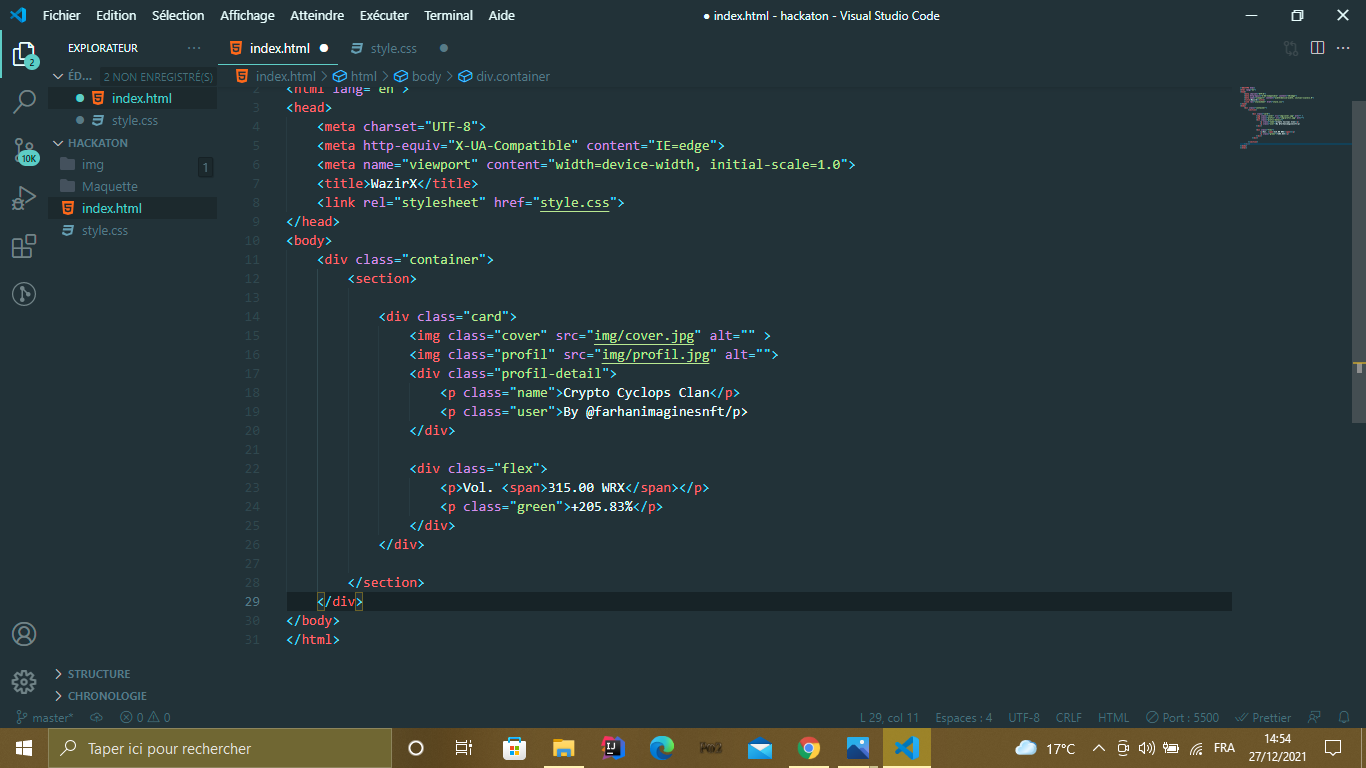 Fichier Edition Sélection Affichage Atteindre Exécuter Terminal Aide
● index.html - hackaton - Visual Studio Code
EXPLORATEUR ···
index.html ●
style.css ●
ÉD... 2 NON ENREGISTRÉ(S)
index.html > html > body > div.container
● index.html
● style.css
HACKATON
img 1
Maquette
index.html
style.css
2
10K
2 <html lang="en">
3 <head>
4 <meta charset="UTF-8">
5 <meta http-equiv="X-UA-Compatible" content="IE=edge">
6 <meta name="viewport" content="width=device-width, initial-scale=1.0">
7 <title>WazirX</title>
8 <link rel="stylesheet" href="style.css">
9 </head>
10 <body>
11 <div class="container">
12 <section>
13
14 <div class="card">
15 <img class="cover" src="img/cover.jpg" alt="" >
16 <img class="profil" src="img/profil.jpg" alt="">
17 <div class="profil-detail">
18 <p class="name">Crypto Cyclops Clan</p>
19 <p class="user">By @farhanimaginesnft/p>
20 </div>
21
22 <div class="flex">
23 <p>Vol. <span>315.00 WRX</span></p>
24 <p class="green">+205.83%</p>
25 </div>
26 </div>
27
28 </section>
29 </div>
30 </body>
31 </html>
STRUCTURE
CHRONOLOGIE
master* 0 0 L 29, col 11 Espaces : 4 UTF-8 CRLF HTML Port : 5500 Prettier
Taper ici pour rechercher
17°C FRA 14:54
27/12/2021